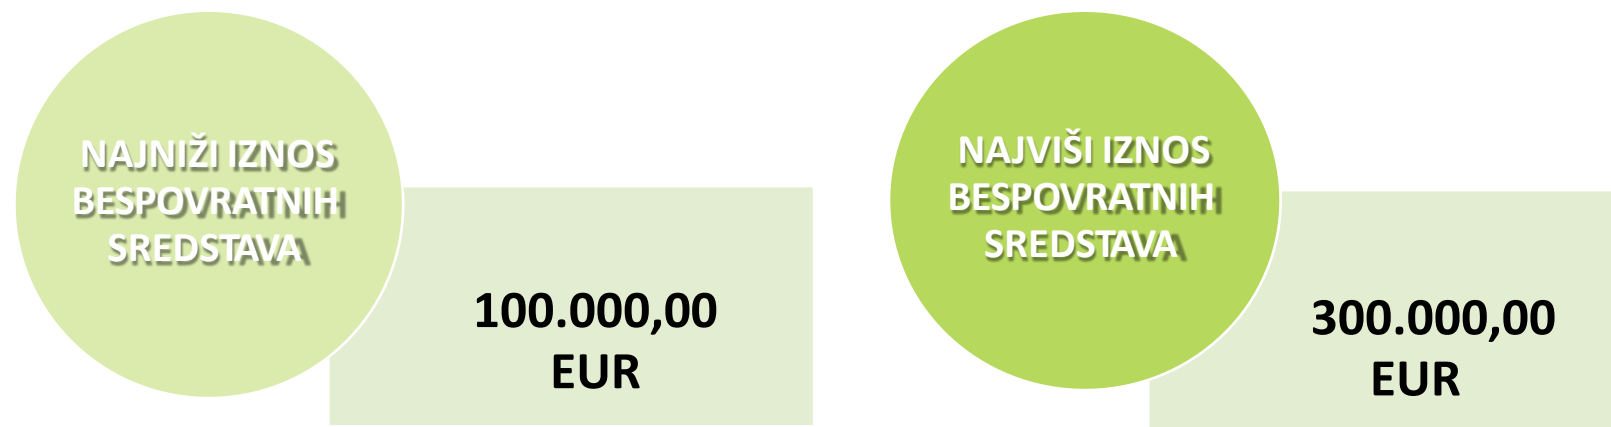 NAJNIŽI IZNOS
BESPOVRATNIH
SREDSTAVA
100.000,00
EUR
NAJVIŠI IZNOS
BESPOVRATNIH
SREDSTAVA
300.000,00
EUR